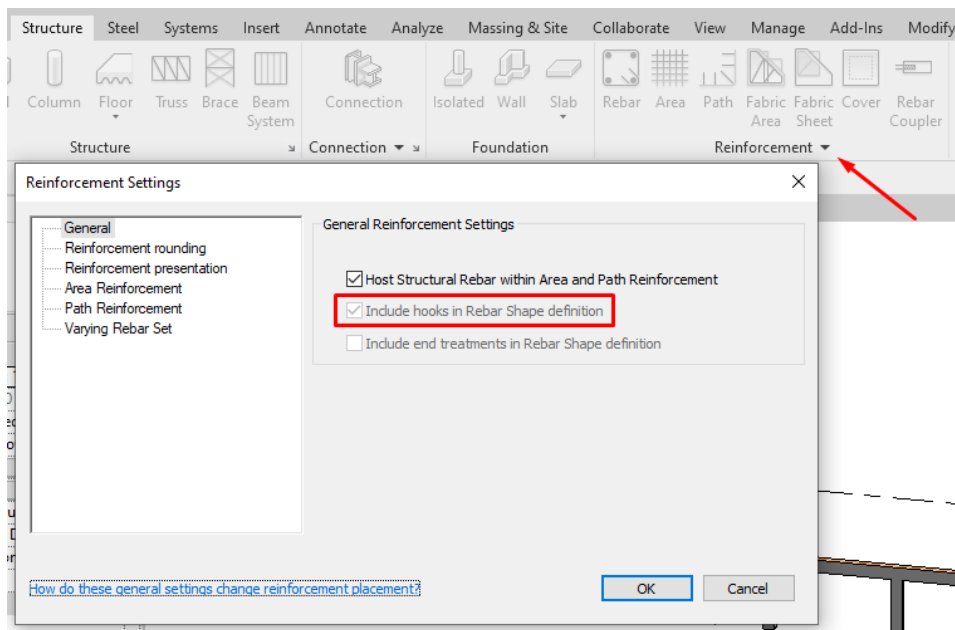 Structure Steel Systems Insert Annotate Analyze Massing & Site Collaborate View Manage Add-Ins Modify
Column Floor Truss Brace Beam System Connection Isolated Wall Slab Rebar Area Path Fabric Area Fabric Sheet Cover Rebar Coupler
Structure Connection Foundation Reinforcement
Reinforcement Settings
General
Reinforcement rounding
Reinforcement presentation
Area Reinforcement
Path Reinforcement
Varying Rebar Set
General Reinforcement Settings
Host Structural Rebar within Area and Path Reinforcement
Include hooks in Rebar Shape definition
Include end treatments in Rebar Shape definition
How do these general settings change reinforcement placement?
OK Cancel